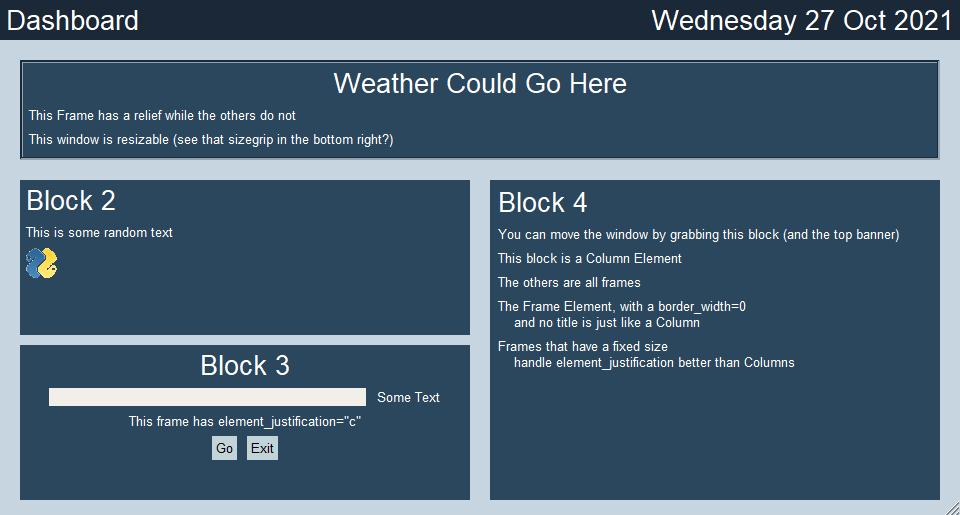 Dashboard
Wednesday 27 Oct 2021
Weather Could Go Here
This Frame has a relief while the others do not
This window is resizable (see that sizegrip in the bottom right?)
Block 2
This is some random text
Block 3
Some Text
This frame has element_justification="c"
Go
Exit
Block 4
You can move the window by grabbing this block (and the top banner)
This block is a Column Element
The others are all frames
The Frame Element, with a border_width=0
and no title is just like a Column
Frames that have a fixed size
handle element_justification better than Columns